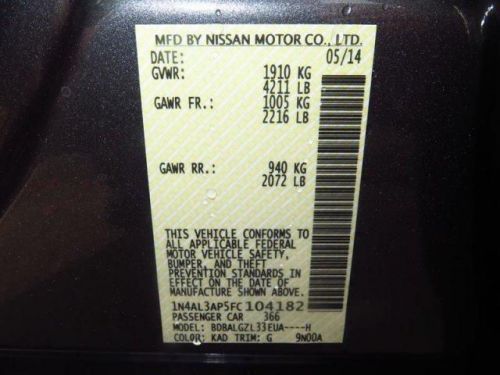 MFD BY NISSAN MOTOR CO., LTD.
DATE: 05/14
GVWR: 1910 KG
4211 LB
GAWR FR.: 1005 KG
2216 LB
GAWR RR.: 940 KG
2072 LB
THIS VEHICLE CONFORMS TO
ALL APPLICABLE FEDERAL
MOTOR VEHICLE SAFETY,
BUMPER, AND THEFT
PREVENTION STANDARDS IN
EFFECT ON THE DATE OF
MANUFACTURE SHOWN ABOVE.
1N4AL3AP5FC104182
PASSENGER CAR 366
MODEL: BDBALGZL33EUA----H
COLOR: KAD TRIM: G 9N00A